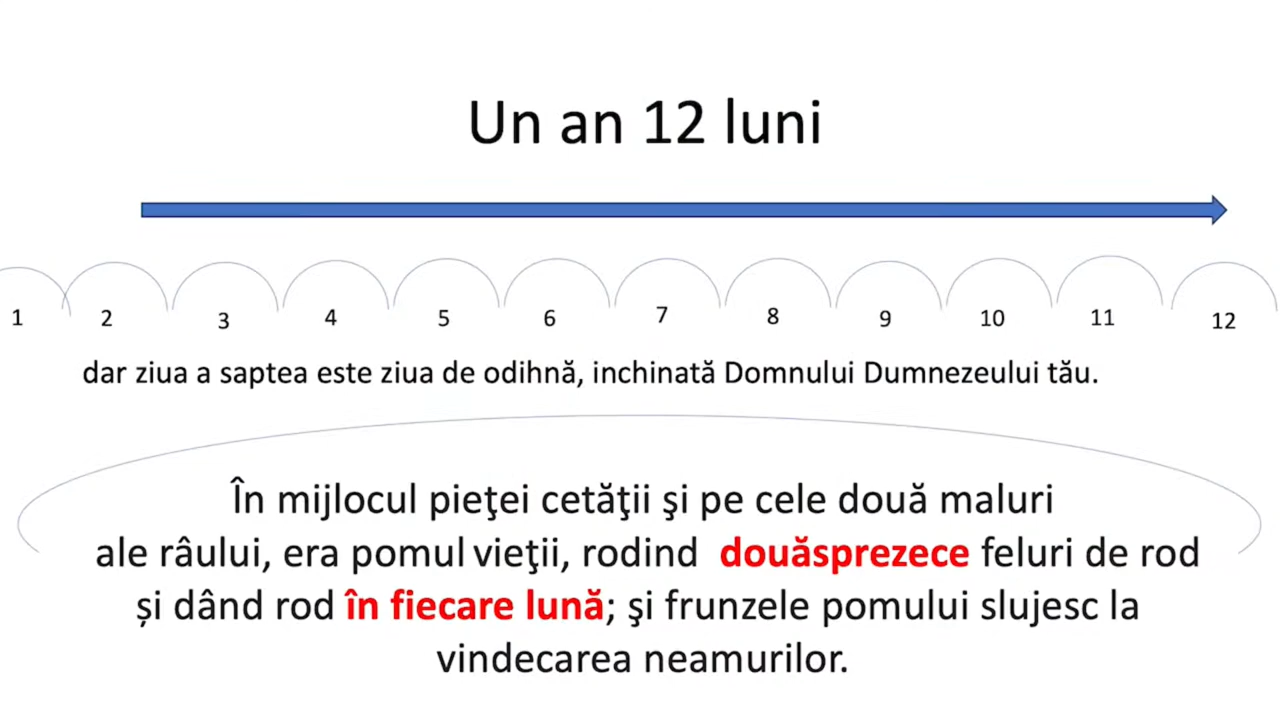 Un an 12 luni
1 2 3 4 5 6 7 8 9 10 11 12
dar ziua a saptea este ziua de odihnă, inchinată Domnului Dumnezeului tău.
În mijlocul pieţei cetăţii şi pe cele două maluri
ale râului, era pomul vieţii, rodind douăsprezece feluri de rod
și dând rod în fiecare lună; şi frunzele pomului slujesc la
vindecarea neamurilor.